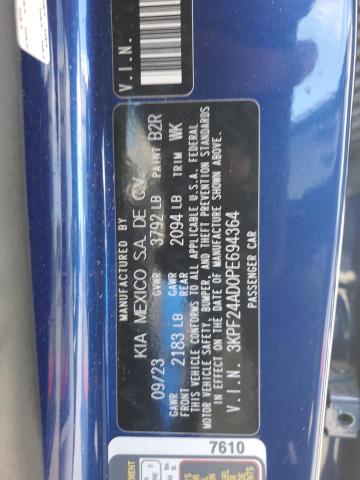 V.I.N.
MANUFACTURED BY
KIA MEXICO S.A. DE C.V.
09/23 GVWR 3792 LB PAINT B2R
GAWR 2183 LB GAWR REAR 2094 LB TRIM WK
THIS VEHICLE CONFORMS TO ALL APPLICABLE U.S.A. FEDERAL
MOTOR VEHICLE SAFETY, BUMPER, AND THEFT PREVENTION STANDARDS
IN EFFECT ON THE DATE OF MANUFACTURE SHOWN ABOVE.
V.I.N. 3KPF24AD0PE694364
PASSENGER CAR
7610